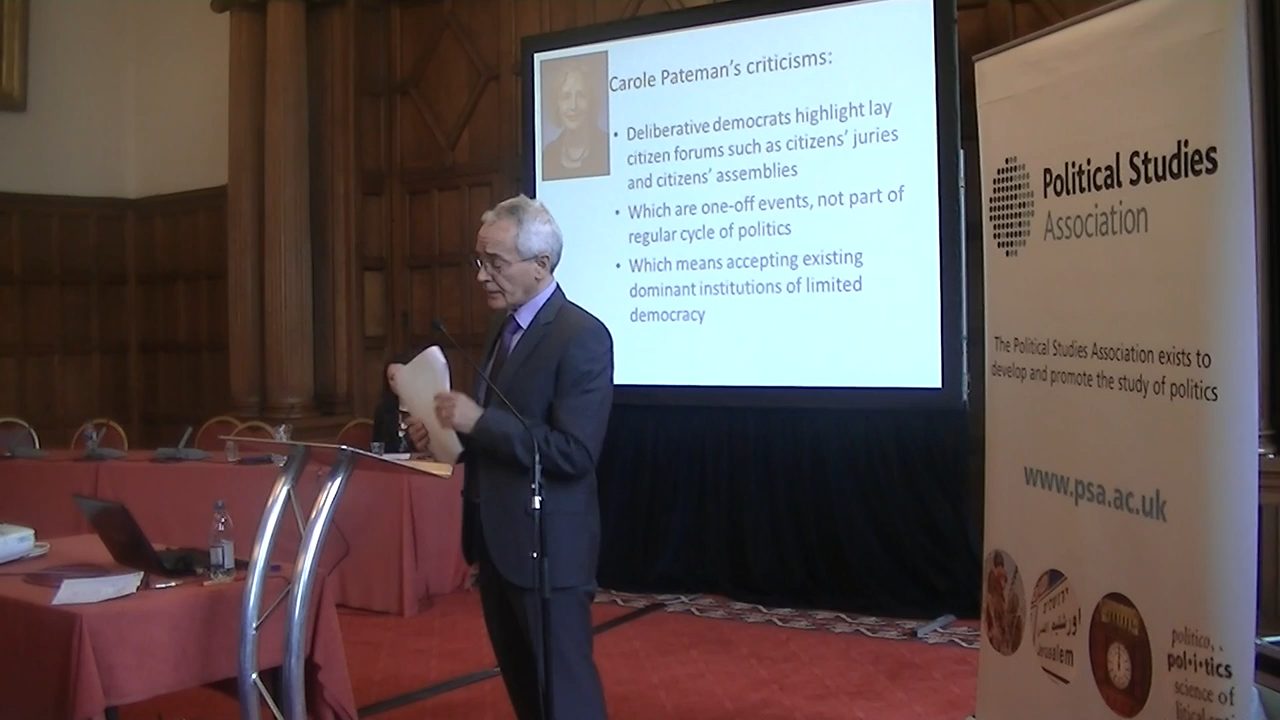 Carole Pateman's criticisms:
• Deliberative democrats highlight lay
citizen forums such as citizens' juries
and citizens' assemblies
• Which are one-off events, not part of
regular cycle of politics
• Which means accepting existing
dominant institutions of limited
democracy
Political Studies
Association
The Political Studies Association exists to
develop and promote the study of politics
www.psa.ac.uk
ירושלים
اورشليم القدس
Jerusalem
politico
pol•i•tics
science of